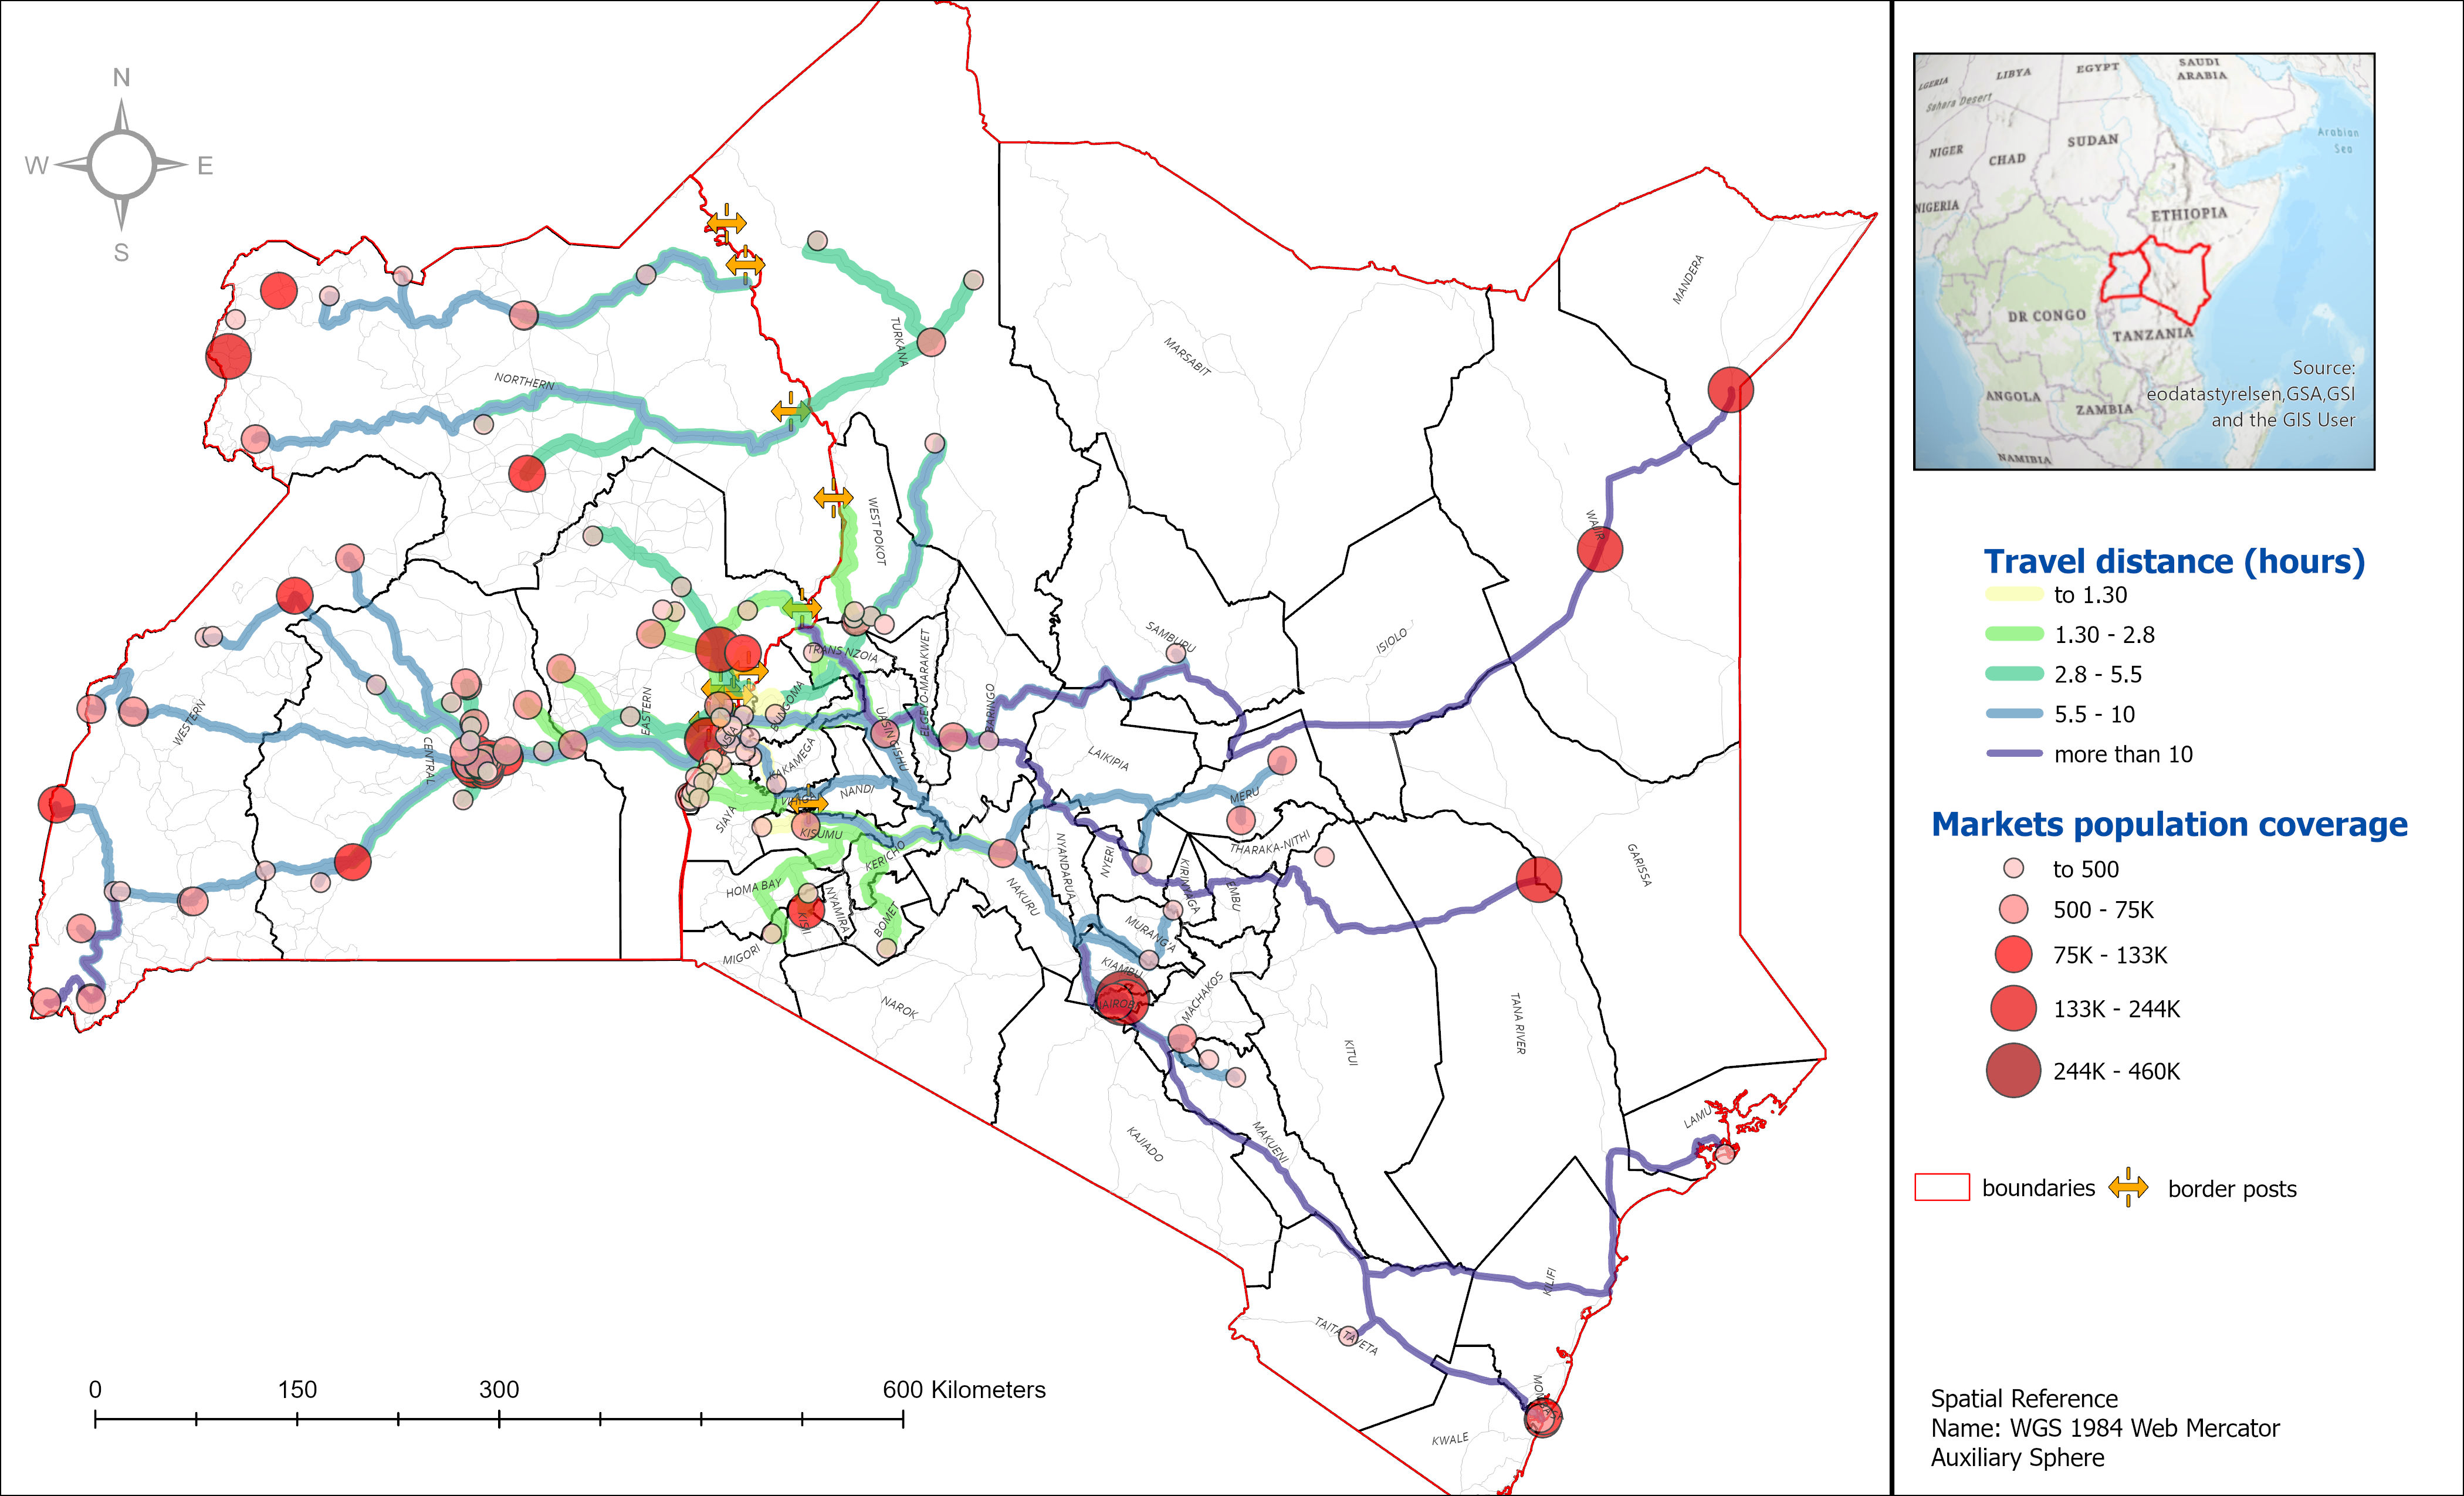 N
W
E
S
NORTHERN
TURKANA
MARSABIT
MANDERA
WAJIR
WEST POKOT
SAMBURU
ISIOLO
TRANS NZOIA
ELGEYO-MARAKWET
BARINGO
BUNGOMA
UASIN GISHU
EASTERN
WESTERN
CENTRAL
BUSIA
KAKAMEGA
LAIKIPIA
NANDI
VIHIGA
MERU
SIAYA
KISUMU
KERICHO
NYANDARUA
NYERI
THARAKA-NITHI
GARISSA
HOMA BAY
NYAMIRA
KISII
BOMET
NAKURU
KIRINYAGA
EMBU
MURANG'A
MIGORI
KIAMBU
NAIROBI
MACHAKOS
NAROK
KITUI
TANA RIVER
KAJIADO
MAKUENI
LAMU
KILIFI
TAITA TAVETA
MOMBASA
KWALE
0
150
300
600 Kilometers
LGERIA
LIBYA
EGYPT
SAUDI
ARABIA
Sahara Desert
Arabian
Sea
NIGER
CHAD
SUDAN
NIGERIA
ETHIOPIA
DR CONGO
TANZANIA
ANGOLA
ZAMBIA
NAMIBIA
Source:
eodatastyrelsen,GSA,GSI
and the GIS User
Travel distance (hours)
to 1.30
1.30 - 2.8
2.8 - 5.5
5.5 - 10
more than 10
Markets population coverage
to 500
500 - 75K
75K - 133K
133K - 244K
244K - 460K
boundaries
border posts
Spatial Reference
Name: WGS 1984 Web Mercator
Auxiliary Sphere